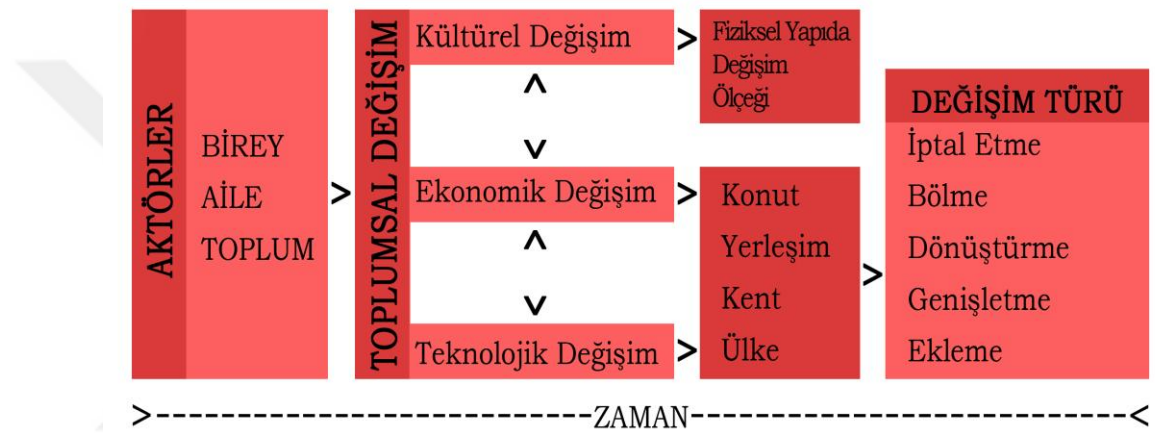 AKTÖRLER
BİREY
AİLE
TOPLUM
>
TOPLUMSAL DEĞİŞİM
Kültürel Değişim
Ekonomik Değişim
Teknolojik Değişim
>
Fiziksel Yapıda
Değişim
Ölçeği
>
>
Konut
Yerleşim
Kent
Ülke
>
DEĞİŞİM TÜRÜ
İptal Etme
Bölme
Dönüştürme
Genişletme
Ekleme
>-------------------------ZAMAN-------------------------<